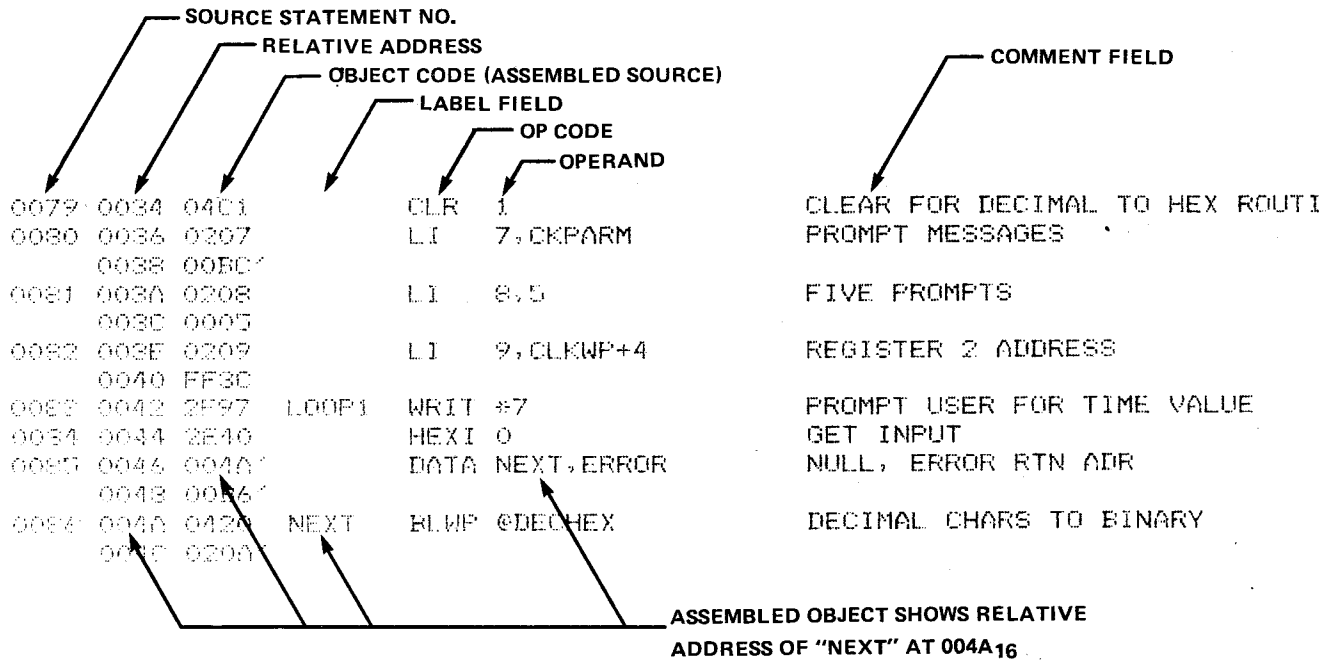 SOURCE STATEMENT NO.
RELATIVE ADDRESS
COMMENT FIELD
OBJECT CODE (ASSEMBLED SOURCE)
LABEL FIELD
OP CODE
OPERAND
0079 0034 04C1 CLR 1 CLEAR FOR DECIMAL TO HEX ROUTI
0080 0036 0207 LI 7,CKPARM PROMPT MESSAGES
0038 00BC'
0081 003A 0208 LI 8,5 FIVE PROMPTS
003C 0005
0082 003E 0209 LI 9,CLKWP+4 REGISTER 2 ADDRESS
0040 FF3C
0083 0042 2F97 LOOP1 WRIT *7 PROMPT USER FOR TIME VALUE
0084 0044 2E40 HEXI 0 GET INPUT
0085 0046 004A' DATA NEXT,ERROR NULL, ERROR RTN ADR
0048 00B6'
0086 004A 0420 NEXT BLWP @DECHEX DECIMAL CHARS TO BINARY
004C 020A'
ASSEMBLED OBJECT SHOWS RELATIVE
ADDRESS OF "NEXT" AT 004A16